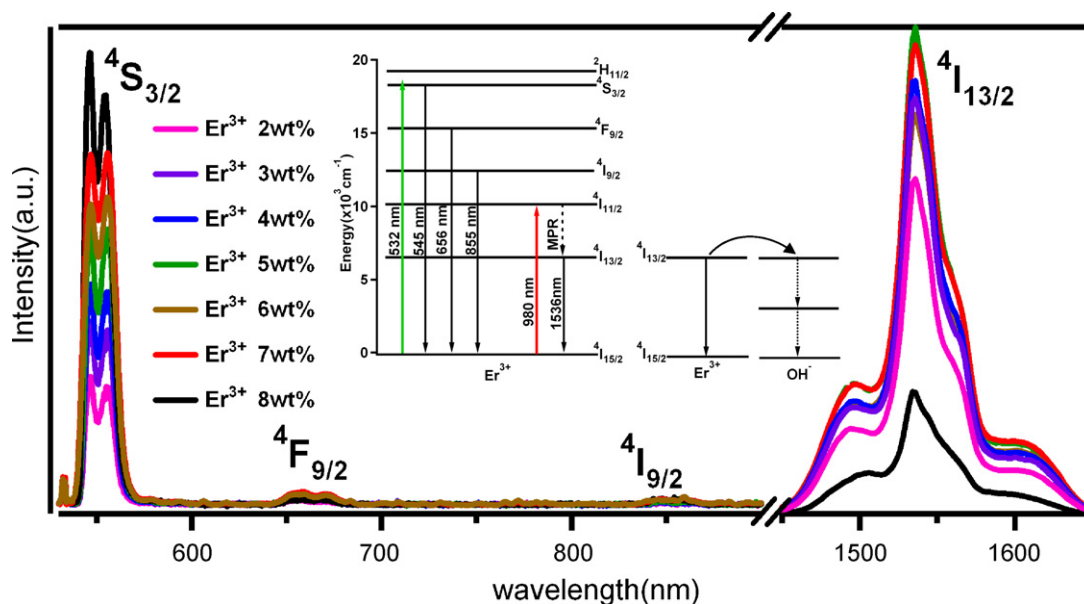 Intensity(a.u.)
⁴S₃/₂
Er³⁺ 2wt%
Er³⁺ 3wt%
Er³⁺ 4wt%
Er³⁺ 5wt%
Er³⁺ 6wt%
Er³⁺ 7wt%
Er³⁺ 8wt%
Energy(x10³ cm⁻¹)
20
15
10
5
0
²H₁₁/₂
⁴S₃/₂
⁴F₉/₂
⁴I₉/₂
⁴I₁₁/₂
⁴I₁₃/₂
⁴I₁₅/₂
532 nm
545 nm
656 nm
855 nm
980 nm
MPR
1536nm
Er³⁺
⁴I₁₃/₂
⁴I₁₅/₂
Er³⁺
OH⁻
⁴I₁₃/₂
⁴F₉/₂
⁴I₉/₂
600
700
800
1500
1600
wavelength(nm)